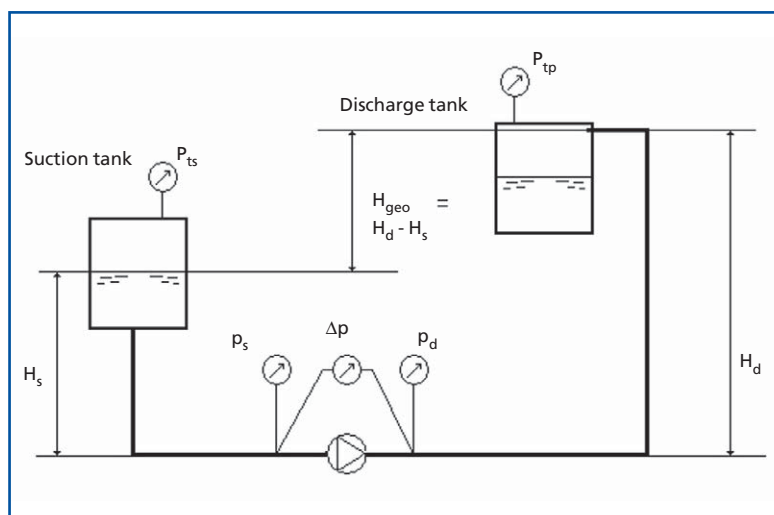 P_tp
Discharge tank
Suction tank
P_ts
H_geo =
H_d - H_s
Δp
p_s
p_d
H_s
H_d